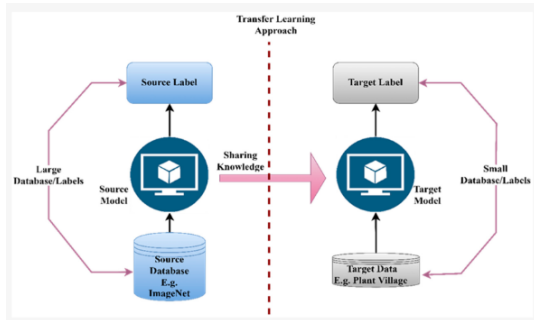 Transfer Learning
Approach
Source Label
Target Label
Large
Database/Labels
Source
Model
Sharing
Knowledge
Target
Model
Small
Database/Labels
Source
Database
E.g.
ImageNet
Target Data
E.g. Plant Village